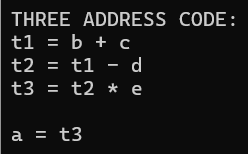 THREE ADDRESS CODE:
t1 = b + c
t2 = t1 - d
t3 = t2 * e

a = t3